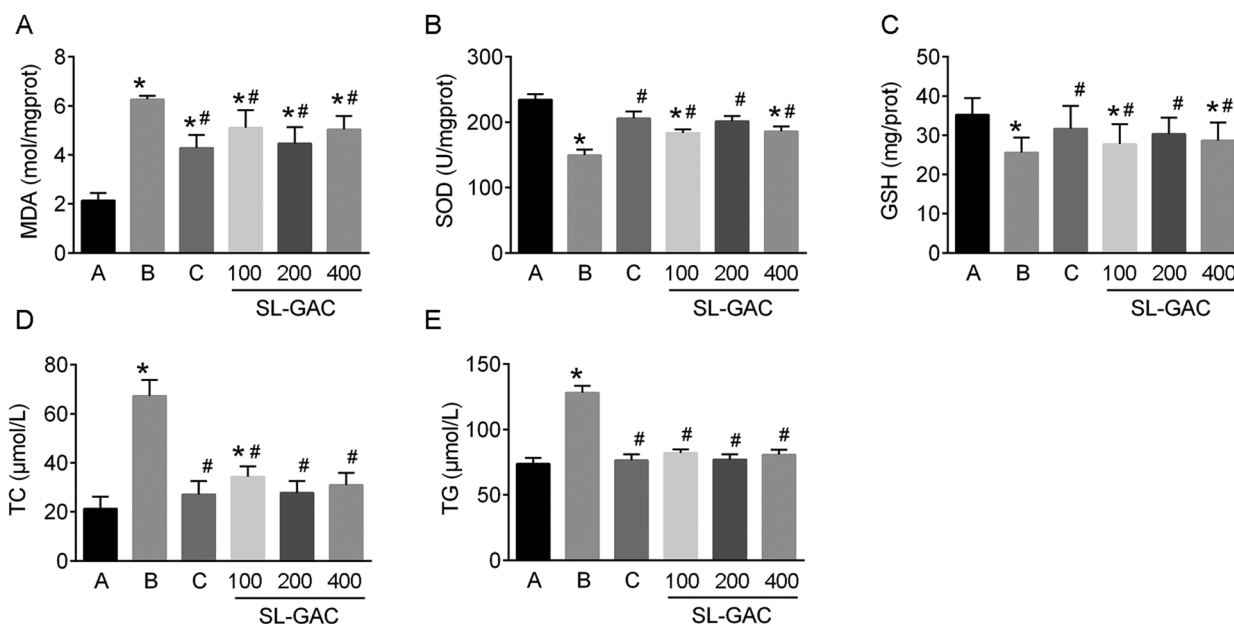 A
MDA (mol/mgprot)
8
6
4
2
0
*
*#
*#
*#
*#
A B C 100 200 400
SL-GAC
B
SOD (U/mgprot)
300
200
100
0
*
#
*#
#
*#
A B C 100 200 400
SL-GAC
C
GSH (mg/prot)
50
40
30
20
10
0
*
#
*#
#
*#
A B C 100 200 400
SL-GAC
D
TC (μmol/L)
80
60
40
20
0
*
#
*#
#
#
A B C 100 200 400
SL-GAC
E
TG (μmol/L)
150
100
50
0
*
#
#
#
#
A B C 100 200 400
SL-GAC